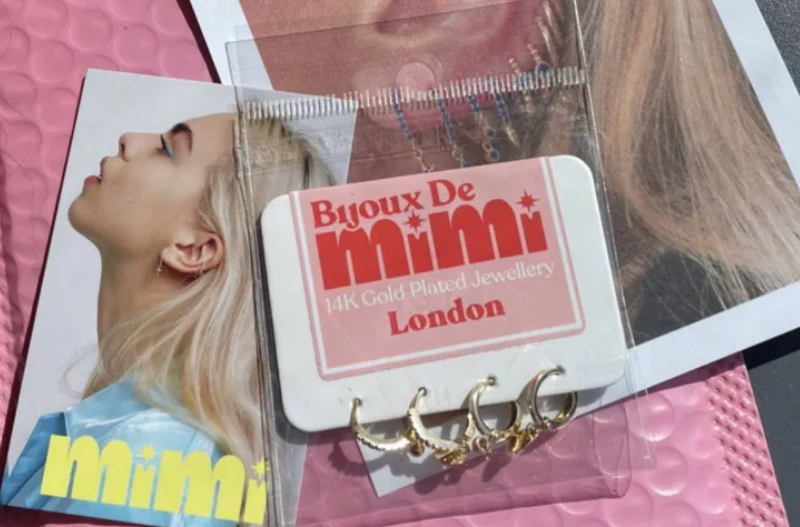 Bijoux De
mimi
14K Gold Plated Jewellery
London
mimi